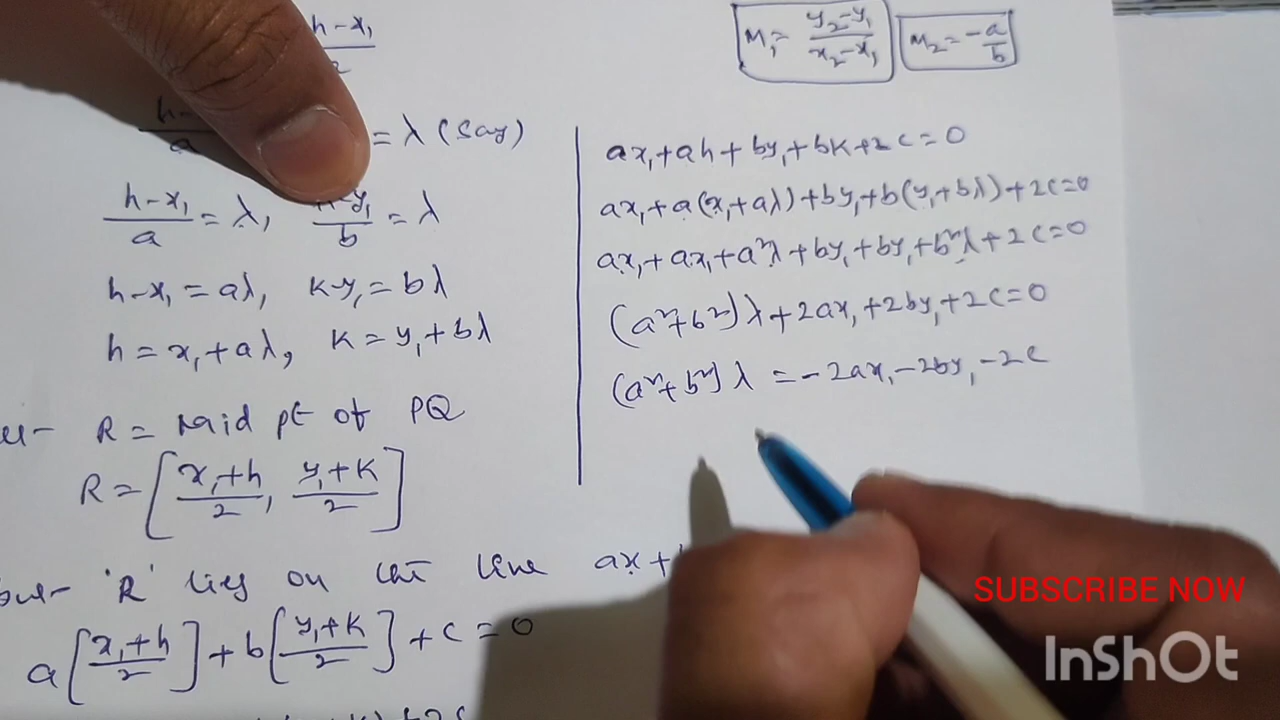 h-x₁/a
m₁ = y₂-y₁/x₂-x₁ m₂ = -a/b
= λ (Say)
h-x₁/a = λ, k-y₁/b = λ
h-x₁ = aλ, k-y₁ = bλ
h = x₁+aλ, k = y₁+bλ
R = mid pt of PQ
R = [x₁+h/2, y₁+k/2]
'R' lies on the line ax+
a[x₁+h/2] + b[y₁+k/2] + c = 0
ax₁+ah+by₁+bk+2c=0
ax₁+a(x₁+aλ)+by₁+b(y₁+bλ)+2c=0
ax₁+ax₁+a²λ+by₁+by₁+b²λ+2c=0
(a²+b²)λ+2ax₁+2by₁+2c=0
(a²+b²)λ = -2ax₁-2by₁-2c
SUBSCRIBE NOW
InShOt